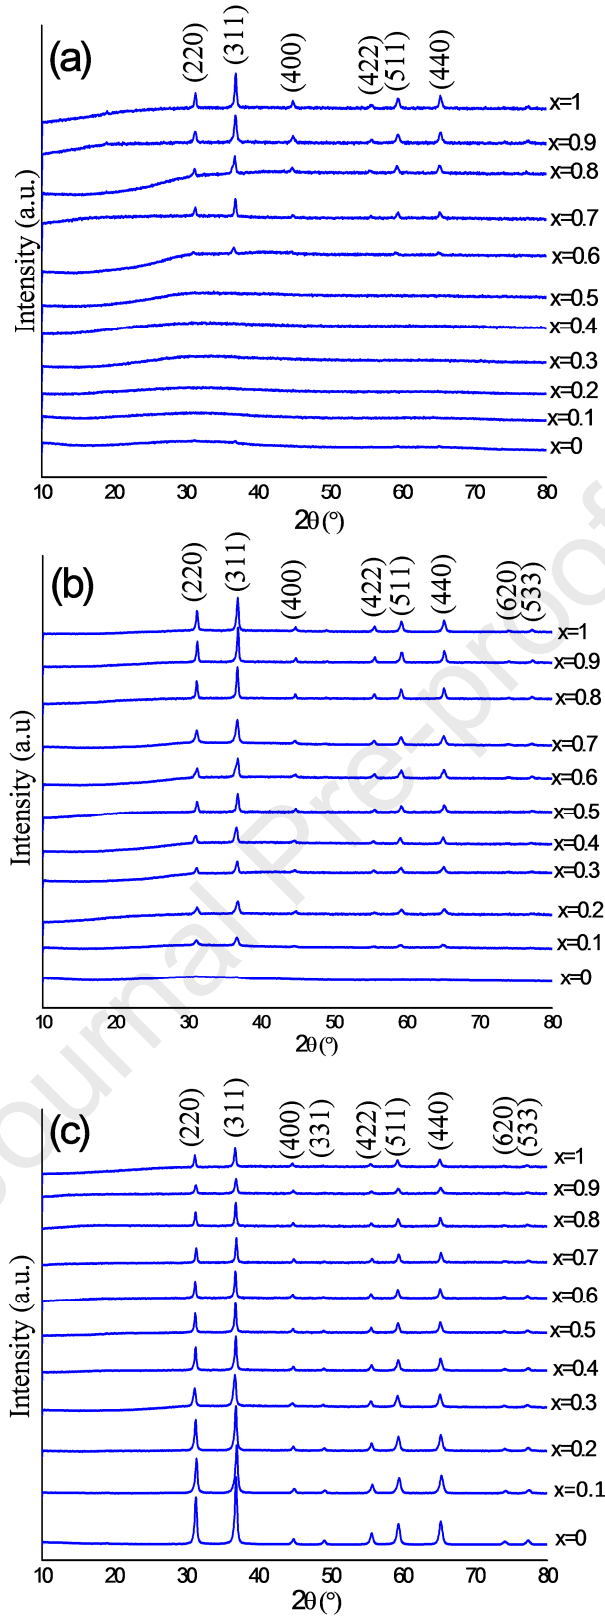 (a)
(220)
(311)
(400)
(422)
(511)
(440)
x=1
x=0.9
x=0.8
x=0.7
x=0.6
x=0.5
x=0.4
x=0.3
x=0.2
x=0.1
x=0
Intensity (a.u.)
10 20 30 40 50 60 70 80
2θ (°)
(b)
(220)
(311)
(400)
(422)
(511)
(440)
(620)
(533)
x=1
x=0.9
x=0.8
x=0.7
x=0.6
x=0.5
x=0.4
x=0.3
x=0.2
x=0.1
x=0
Intensity (a.u)
10 20 30 40 50 60 70 80
2θ (°)
(c)
(220)
(311)
(400)
(331)
(422)
(511)
(440)
(620)
(533)
x=1
x=0.9
x=0.8
x=0.7
x=0.6
x=0.5
x=0.4
x=0.3
x=0.2
x=0.1
x=0
Intensity (a.u.)
10 20 30 40 50 60 70 80
2θ (°)
Journal Pre-proof